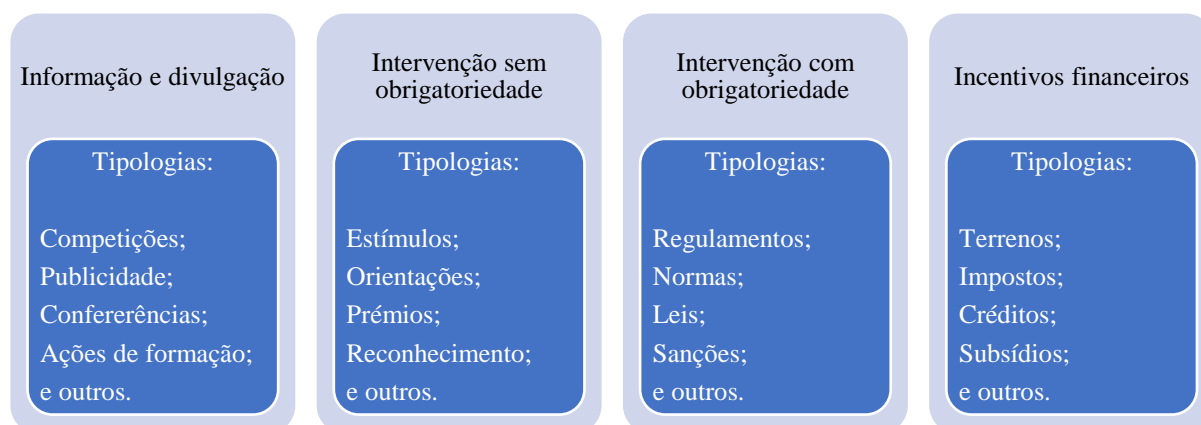 Informação e divulgação
Tipologias:
Competições;
Publicidade;
Confererências;
Ações de formação;
e outros.
Intervenção sem
obrigatoriedade
Tipologias:
Estímulos;
Orientações;
Prémios;
Reconhecimento;
e outros.
Intervenção com
obrigatoriedade
Tipologias:
Regulamentos;
Normas;
Leis;
Sanções;
e outros.
Incentivos financeiros
Tipologias:
Terrenos;
Impostos;
Créditos;
Subsídios;
e outros.